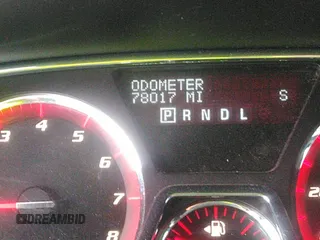 ODOMETER
78017 MI S
P R N D L
3 4 5 6 7 8
DREAMBID